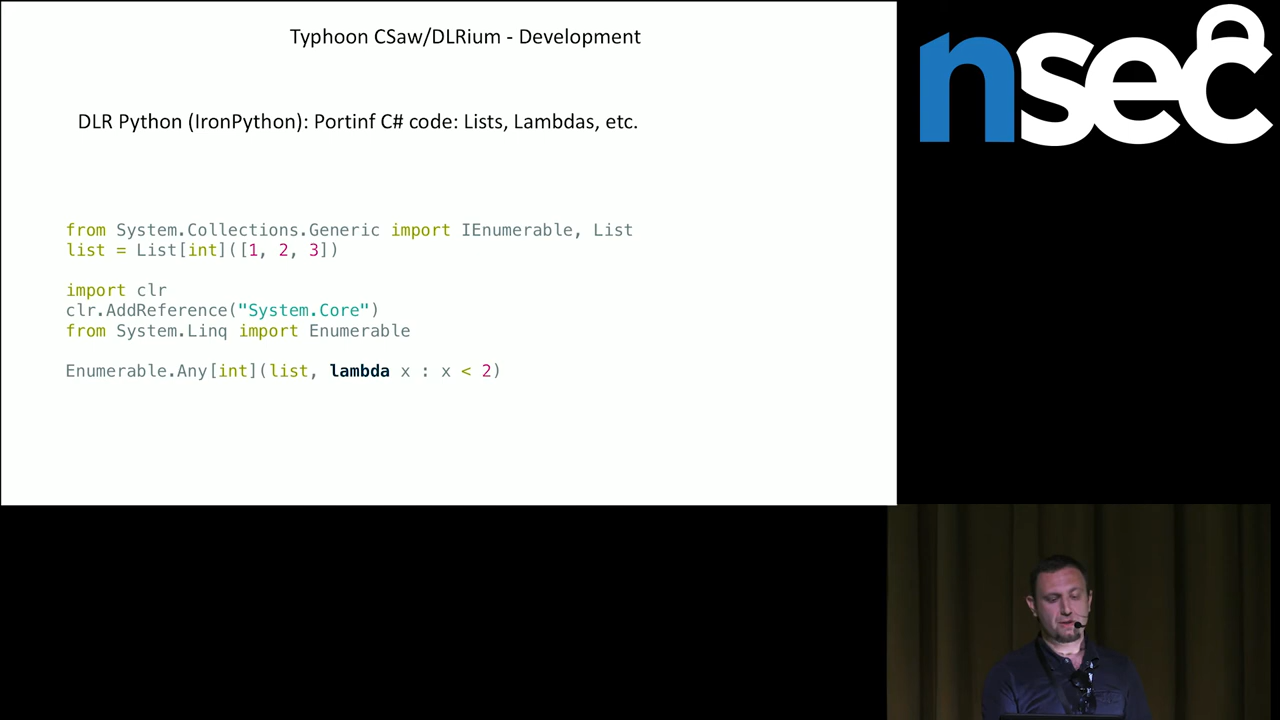 Typhoon CSaw/DLRium - Development
DLR Python (IronPython): Portinf C# code: Lists, Lambdas, etc.
from System.Collections.Generic import IEnumerable, List
list = List[int]([1, 2, 3])
import clr
clr.AddReference("System.Core")
from System.Linq import Enumerable
Enumerable.Any[int](list, lambda x : x < 2)
nsec